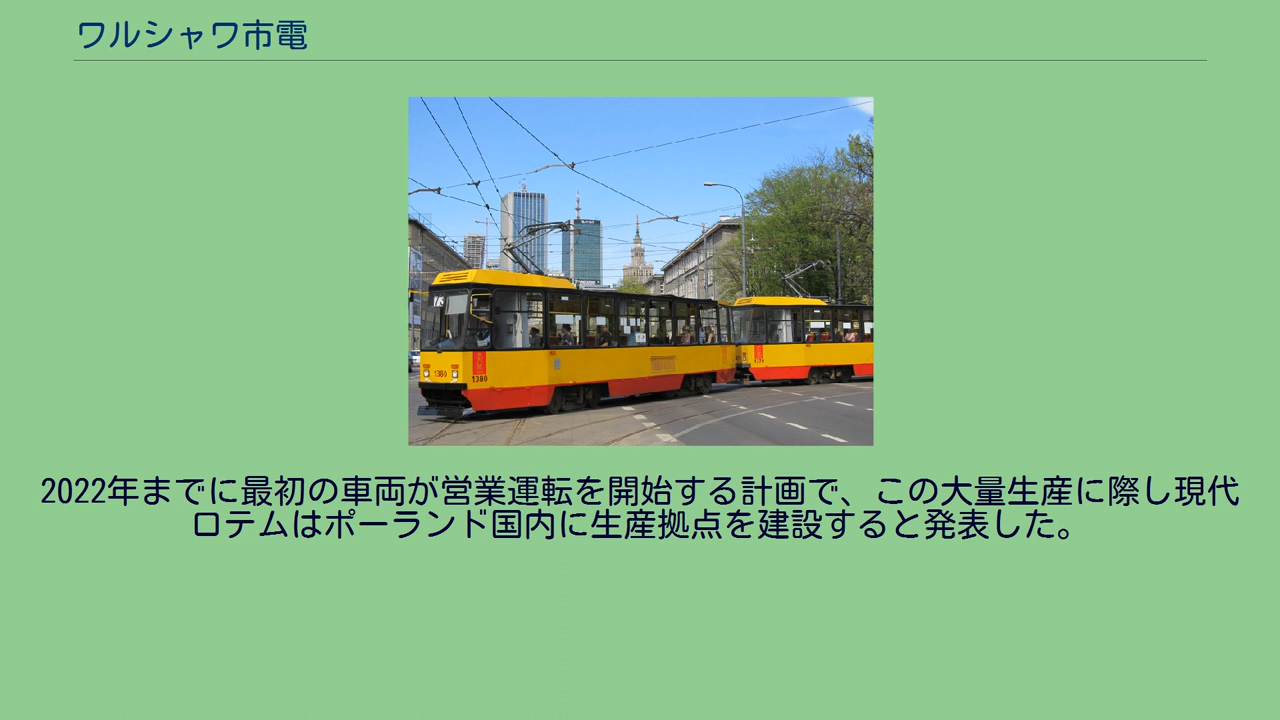 ワルシャワ市電
1380
1380
2022年までに最初の車両が営業運転を開始する計画で、この大量生産に際し現代
ロテムはポーランド国内に生産拠点を建設すると発表した。